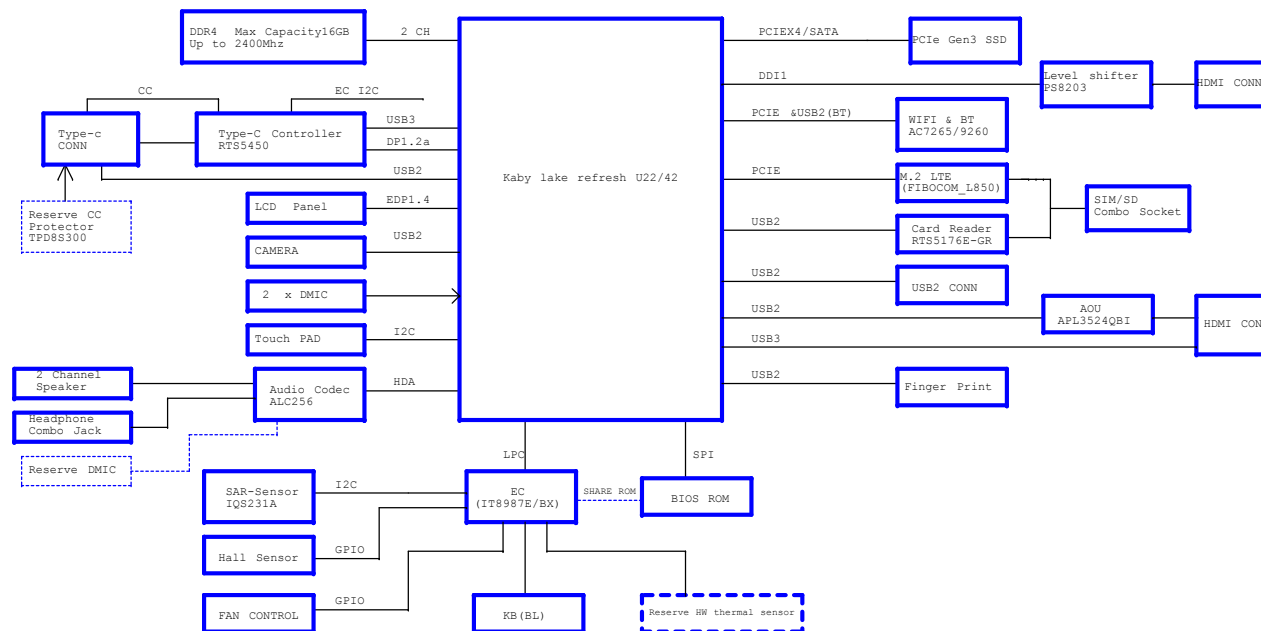 DDR4 Max Capacity16GB
Up to 2400Mhz
2 CH
PCIEX4/SATA
PCIe Gen3 SSD
DDI1
Level shifter
PS8203
HDMI CONN
CC
EC I2C
Type-c
CONN
Type-C Controller
RTS5450
USB3
DP1.2a
USB2
PCIE &USB2(BT)
WIFI & BT
AC7265/9260
Kaby lake refresh U22/42
PCIE
M.2 LTE
(FIBOCOM_L850)
SIM/SD
Combo Socket
Reserve CC
Protector
TPD8S300
LCD Panel
EDP1.4
USB2
Card Reader
RTS5176E-GR
CAMERA
USB2
USB2
USB2 CONN
2 x DMIC
USB2
AOU
APL3524QBI
HDMI CON
Touch PAD
I2C
USB3
2 Channel
Speaker
Audio Codec
ALC256
HDA
USB2
Finger Print
Headphone
Combo Jack
Reserve DMIC
LPC
SPI
SAR-Sensor
IQS231A
I2C
EC
(IT8987E/BX)
SHARE ROM
BIOS ROM
Hall Sensor
GPIO
FAN CONTROL
GPIO
KB(BL)
Reserve HW thermal sensor